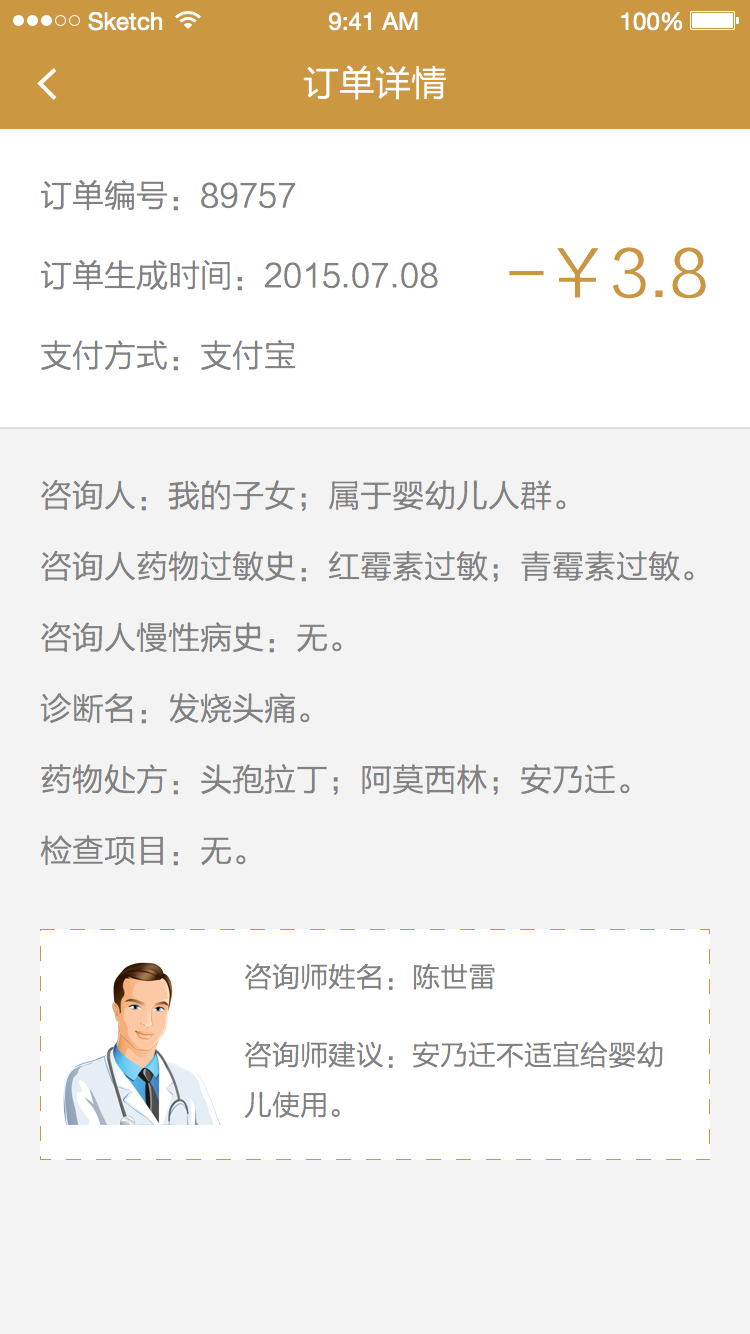 Sketch 9:41 AM 100%
订单详情
订单编号：89757
订单生成时间：2015.07.08
-￥3.8
支付方式：支付宝
咨询人：我的子女；属于婴幼儿人群。
咨询人药物过敏史：红霉素过敏；青霉素过敏。
咨询人慢性病史：无。
诊断名：发烧头痛。
药物处方：头孢拉丁；阿莫西林；安乃迁。
检查项目：无。
咨询师姓名：陈世雷
咨询师建议：安乃迁不适宜给婴幼
儿使用。